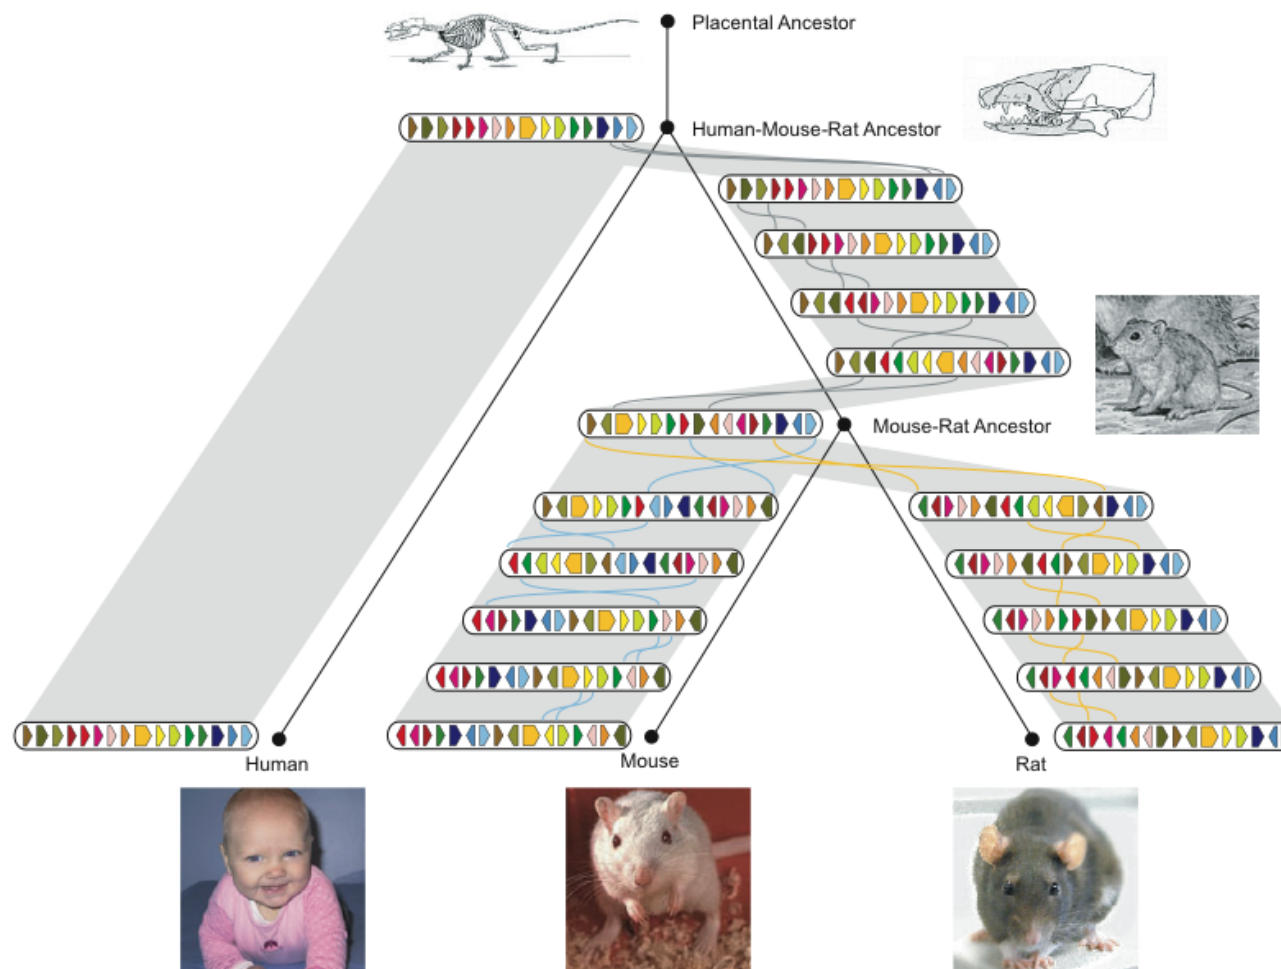 Placental Ancestor
Human-Mouse-Rat Ancestor
Mouse-Rat Ancestor
Human
Mouse
Rat